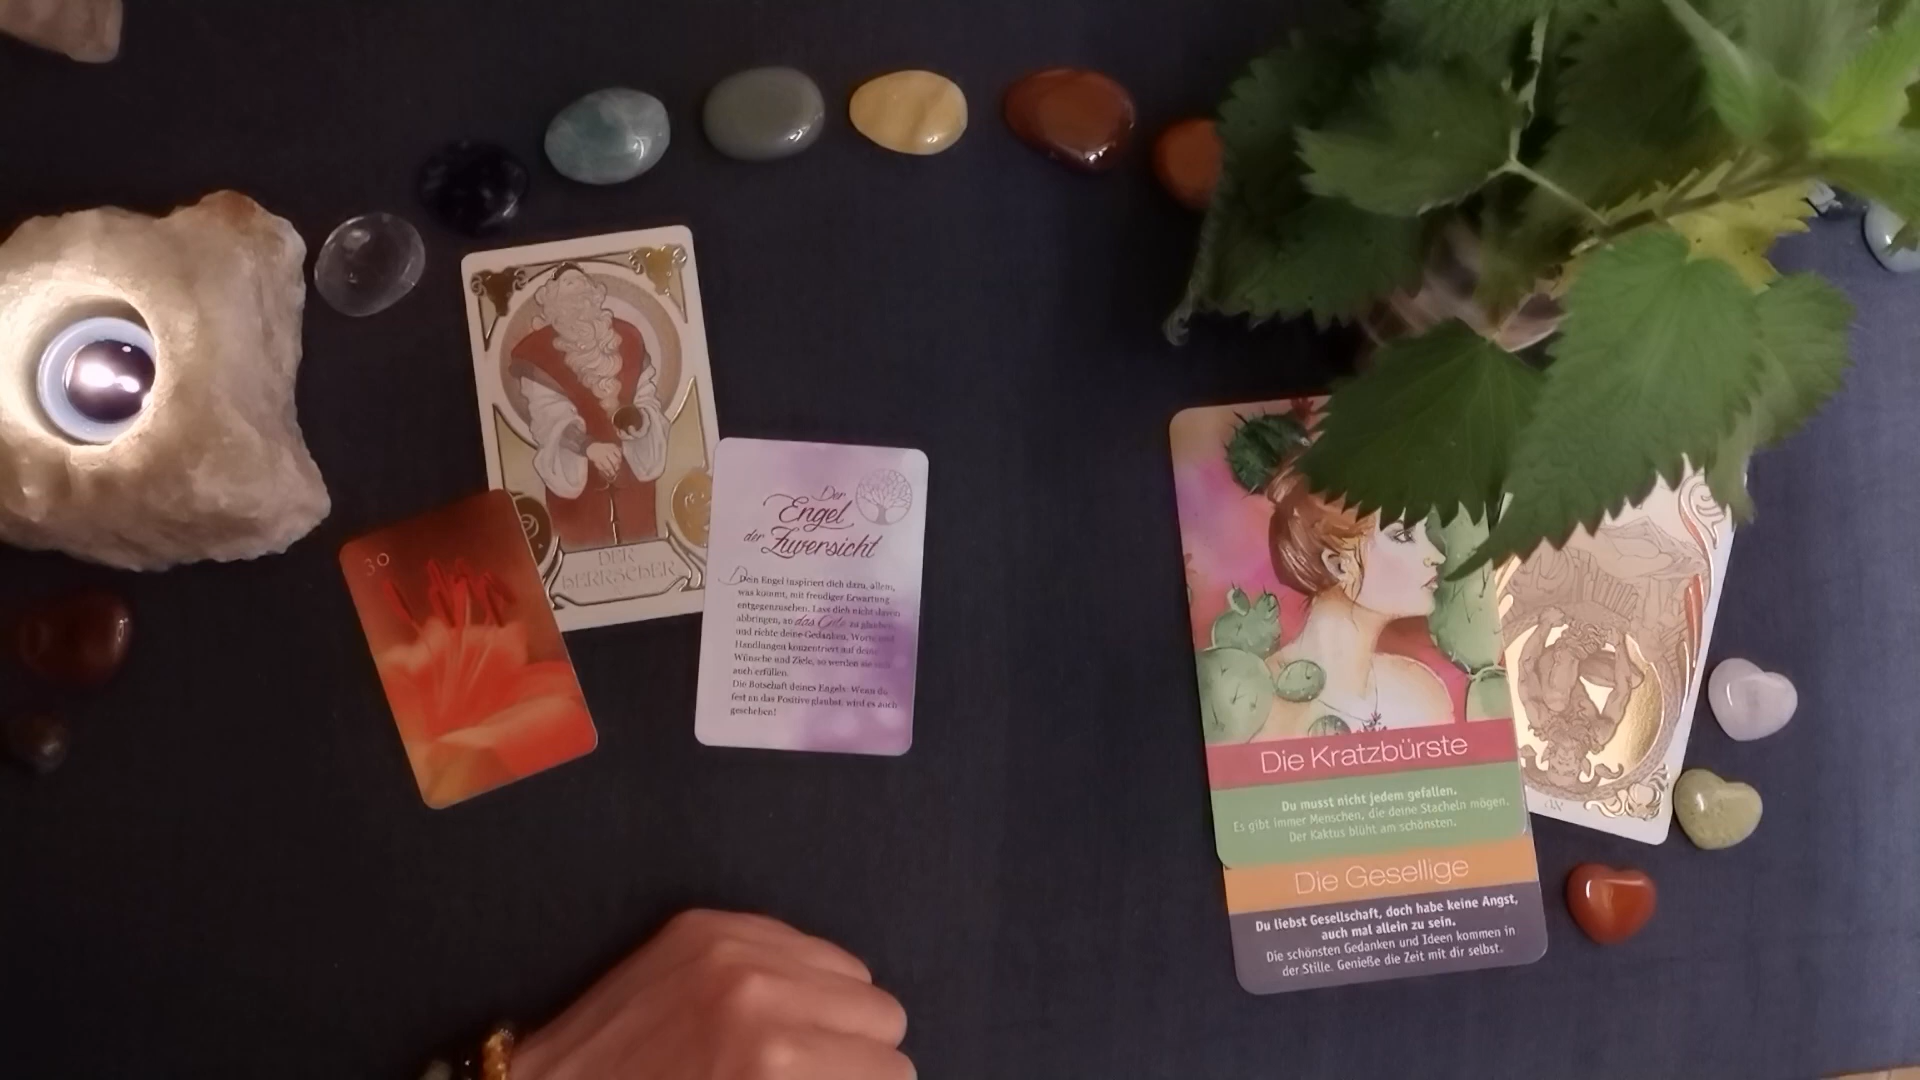 DER
HERRSCHER
30
Der
Engel
der Zuversicht
Dein Engel inspiriert dich dazu, allem,
was kommt, mit freudiger Erwartung
entgegenzusehen. Lass dich nicht davon
abbringen, an das Gute zu glauben,
und richte deine Gedanken, Worte und
Handlungen konzentriert auf deine
Wünsche und Ziele, so werden sie sich
auch erfüllen.
Die Botschaft deines Engels: Wenn du
fest an das Positive glaubst, wird es auch
geschehen!
Die Kratzbürste
Du musst nicht jedem gefallen.
Es gibt immer Menschen, die deine Stacheln mögen.
Der Kaktus blüht am schönsten.
Die Gesellige
Du liebst Gesellschaft, doch habe keine Angst,
auch mal allein zu sein.
Die schönsten Gedanken und Ideen kommen in
der Stille. Genieße die Zeit mit dir selbst.